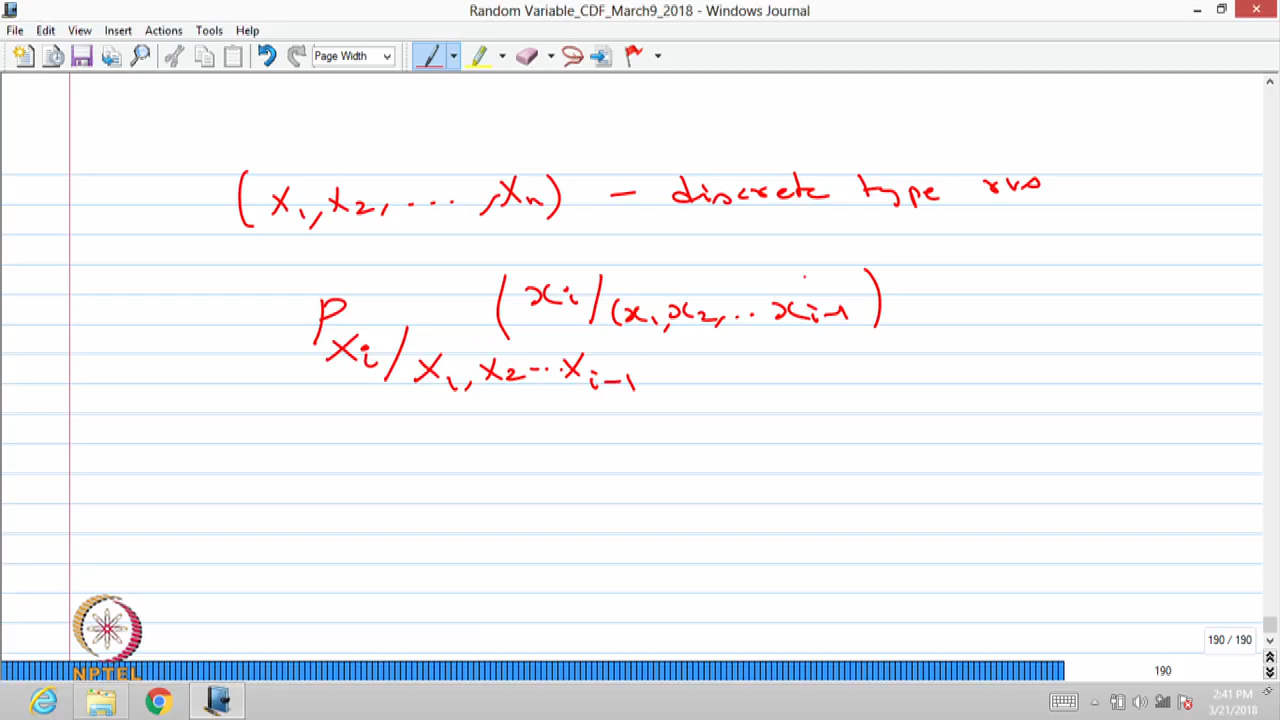 Random Variable_CDF_March9_2018 - Windows Journal
File Edit View Insert Actions Tools Help
Page Width
(X₁, X₂, ... , Xₙ) – discrete type rvs
P_{Xᵢ / X₁, X₂ ... Xᵢ₋₁} (xᵢ / (x₁, x₂, .. xᵢ₋₁)
190 / 190
NPTEL
190
2:41 PM
3/21/2018